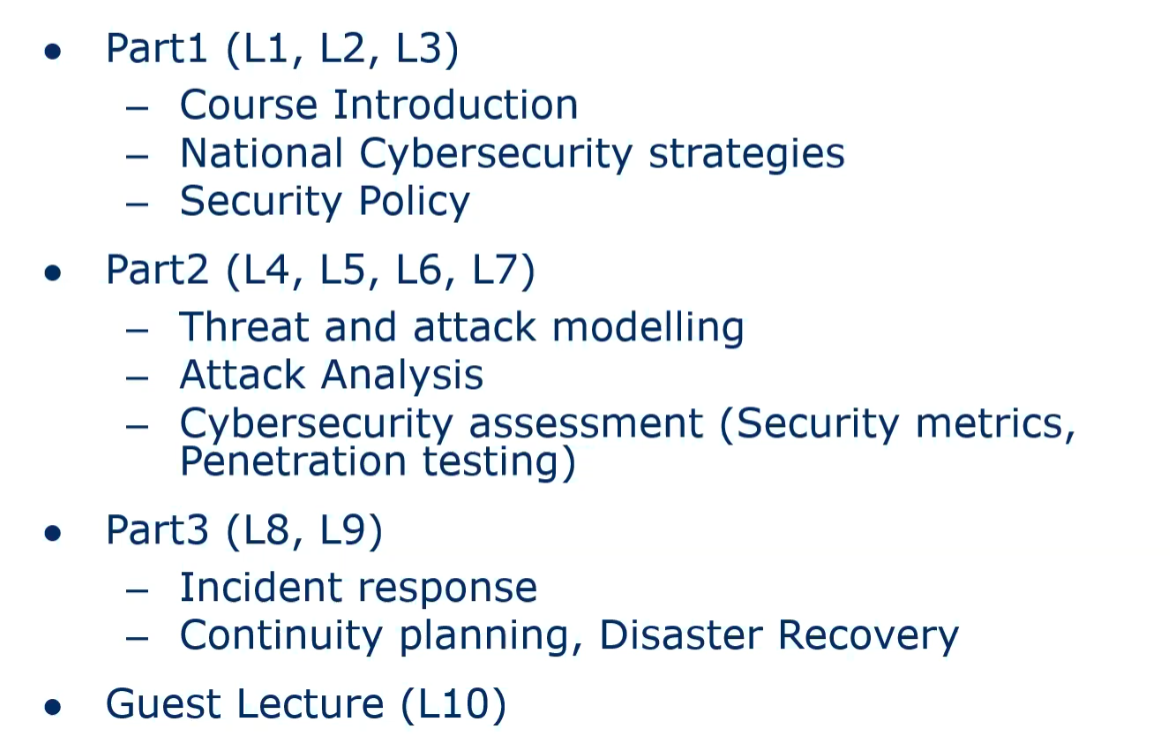 • Part1 (L1, L2, L3)
– Course Introduction
– National Cybersecurity strategies
– Security Policy
• Part2 (L4, L5, L6, L7)
– Threat and attack modelling
– Attack Analysis
– Cybersecurity assessment (Security metrics,
Penetration testing)
• Part3 (L8, L9)
– Incident response
– Continuity planning, Disaster Recovery
• Guest Lecture (L10)